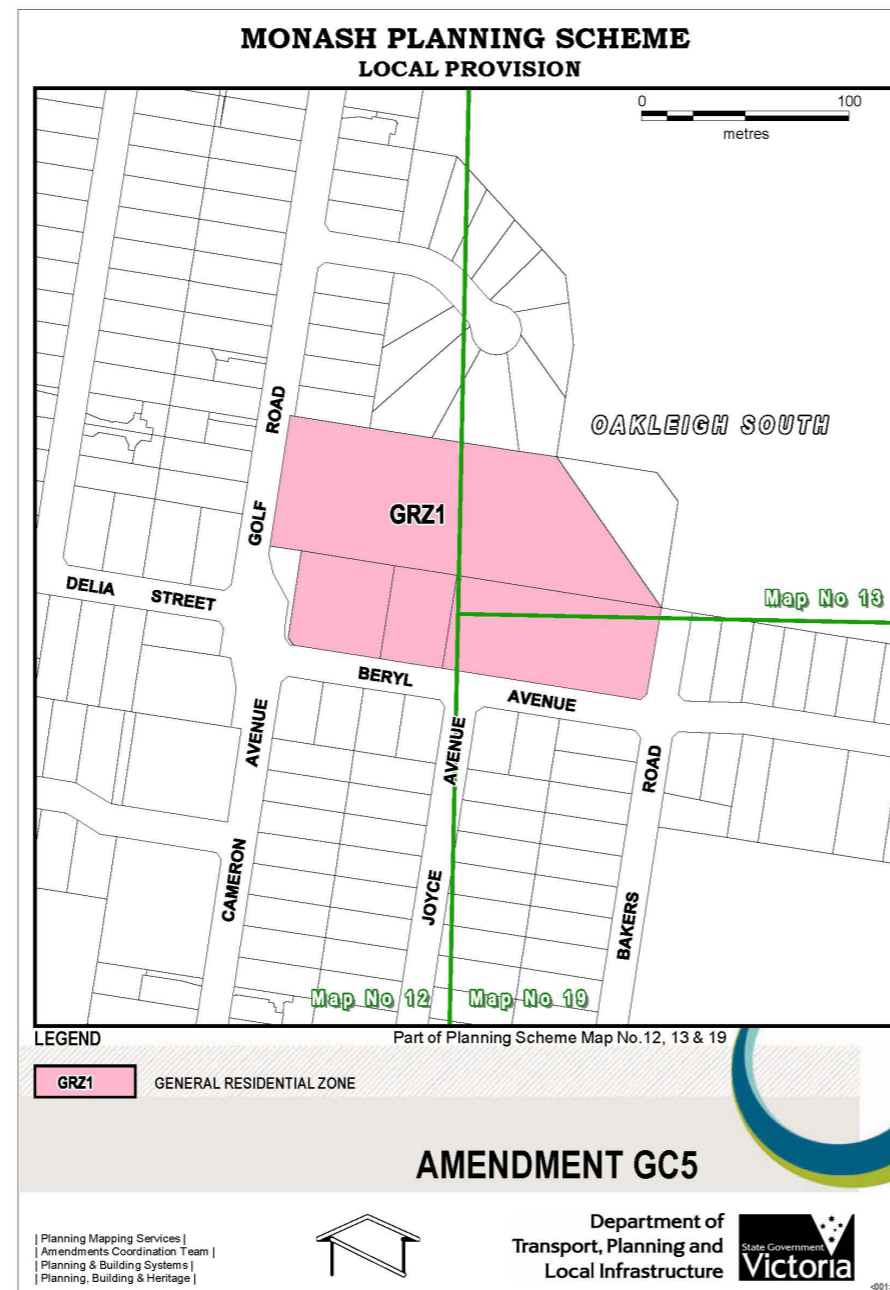 MONASH PLANNING SCHEME
LOCAL PROVISION
0 100
metres
ROAD
OAKLEIGH SOUTH
GRZ1
GOLF
DELIA STREET
Map No 13
BERYL AVENUE
AVENUE
AVENUE
ROAD
CAMERON
JOYCE
BAKERS
Map No 12 Map No 19
LEGEND
Part of Planning Scheme Map No.12, 13 & 19
GRZ1 GENERAL RESIDENTIAL ZONE
AMENDMENT GC5
| Planning Mapping Services |
| Amendments Coordination Team |
| Planning & Building Systems |
| Planning, Building & Heritage |
Department of
Transport, Planning and
Local Infrastructure
State Government
Victoria